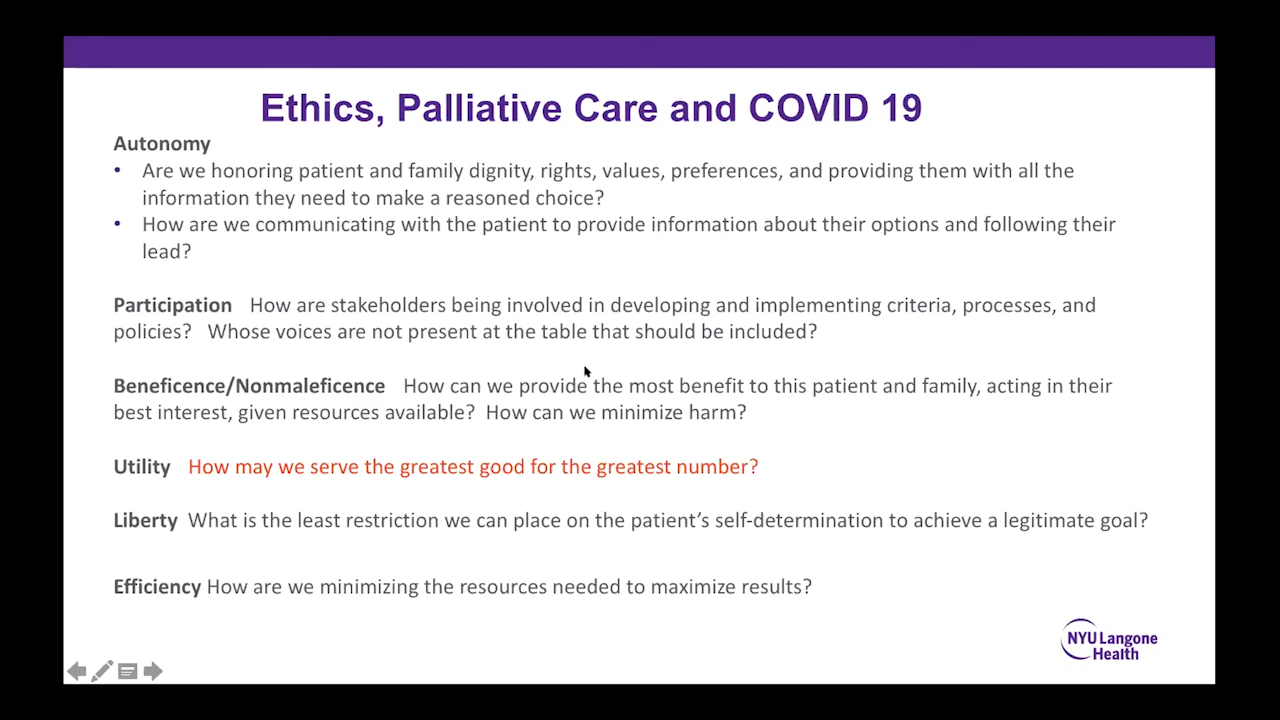 Ethics, Palliative Care and COVID 19
Autonomy
• Are we honoring patient and family dignity, rights, values, preferences, and providing them with all the
information they need to make a reasoned choice?
• How are we communicating with the patient to provide information about their options and following their
lead?
Participation How are stakeholders being involved in developing and implementing criteria, processes, and
policies? Whose voices are not present at the table that should be included?
Beneficence/Nonmaleficence How can we provide the most benefit to this patient and family, acting in their
best interest, given resources available? How can we minimize harm?
Utility How may we serve the greatest good for the greatest number?
Liberty What is the least restriction we can place on the patient’s self-determination to achieve a legitimate goal?
Efficiency How are we minimizing the resources needed to maximize results?
NYU Langone
Health